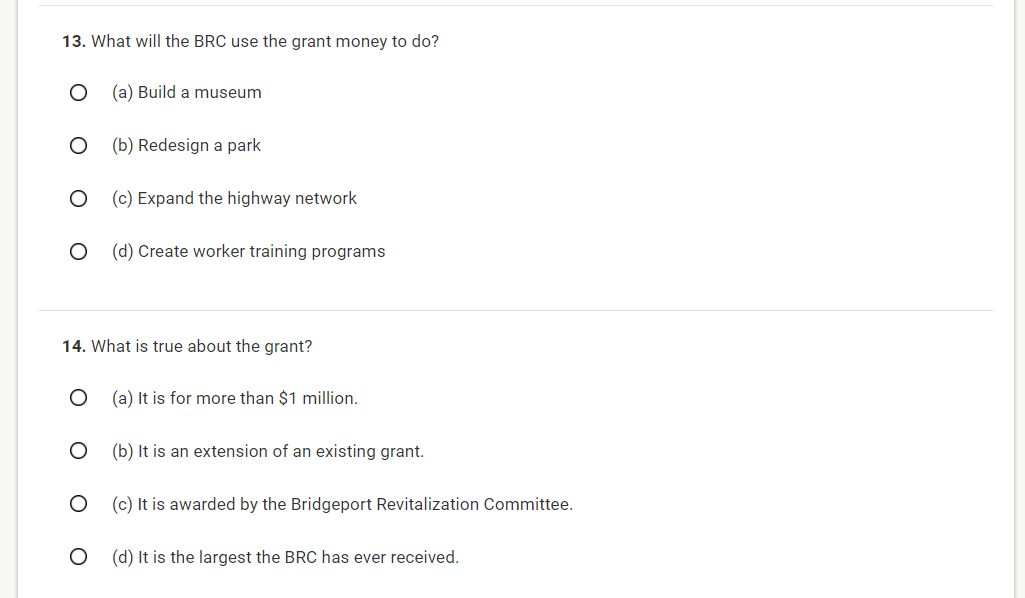 13. What will the BRC use the grant money to do?
(a) Build a museum
(b) Redesign a park
(c) Expand the highway network
(d) Create worker training programs
14. What is true about the grant?
(a) It is for more than $1 million.
(b) It is an extension of an existing grant.
(c) It is awarded by the Bridgeport Revitalization Committee.
(d) It is the largest the BRC has ever received.